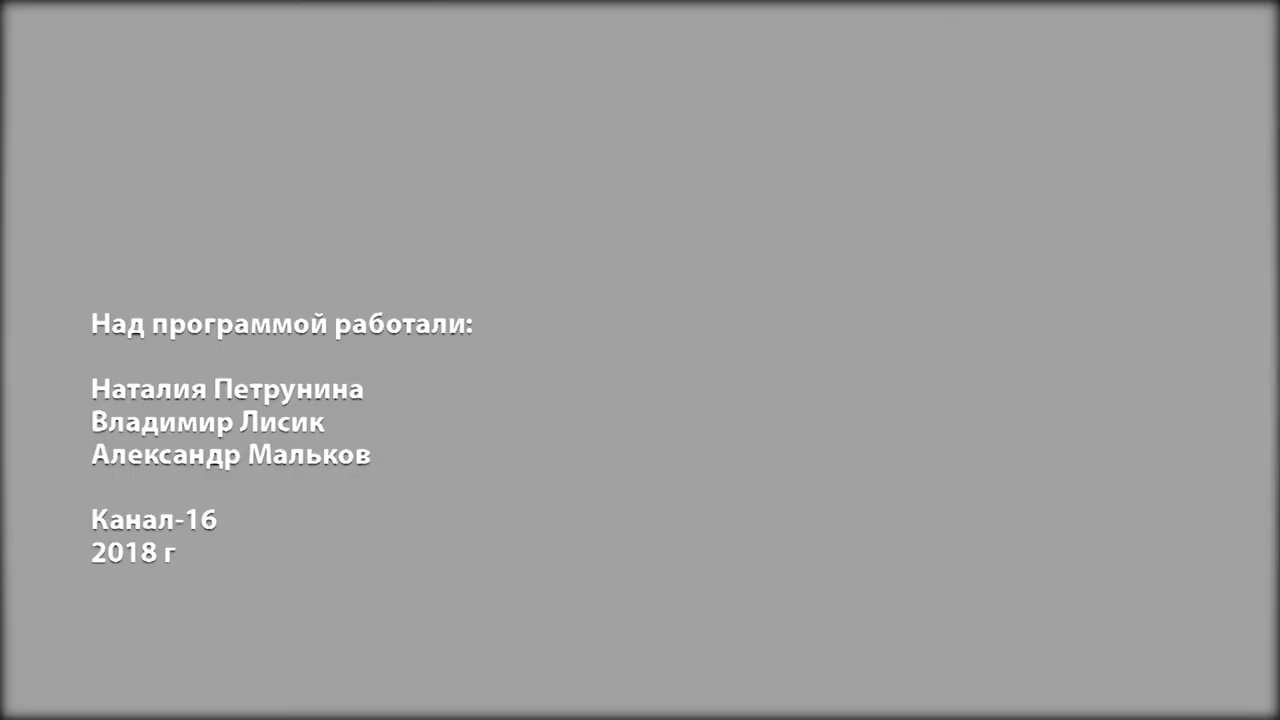 Над программой работали:
Наталия Петрунина
Владимир Лисик
Александр Мальков
Канал-16
2018 г